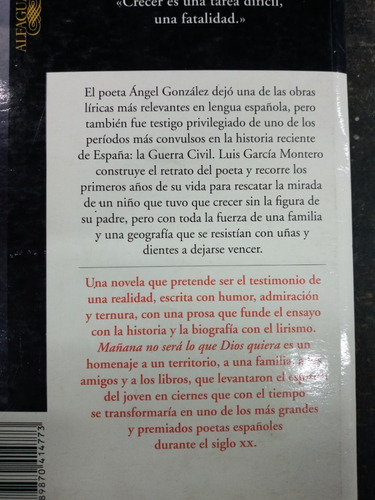 «Crecer es una tarea difícil,
una fatalidad.»
ALFAGU
El poeta Ángel González dejó una de las obras
líricas más relevantes en lengua española, pero
también fue testigo privilegiado de uno de los
períodos más convulsos en la historia reciente
de España: la Guerra Civil. Luis García Montero
construye el retrato del poeta y recorre los
primeros años de su vida para rescatar la mirada
de un niño que tuvo que crecer sin la figura de
su padre, pero con toda la fuerza de una familia
y una geografía que se resistían con uñas y
dientes a dejarse vencer.
Una novela que pretende ser el testimonio de
una realidad, escrita con humor, admiración
y ternura, con una prosa que funde el ensayo
con la historia y la biografía con el lirismo.
Mañana no será lo que Dios quiera es un
homenaje a un territorio, a una familia, a los
amigos y a los libros, que levantaron el
del joven en ciernes que con el tiempo
se transformaría en uno de los más grandes
y premiados poetas españoles
durante el siglo XX.
89870 414773